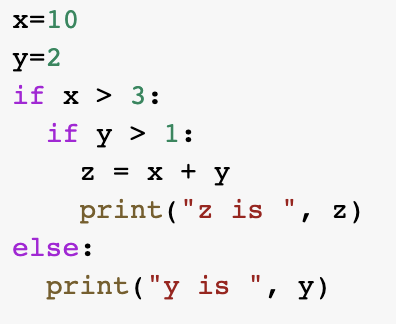 x=10
y=2
if x > 3:
  if y > 1:
    z = x + y
    print("z is ", z)
else:
  print("y is ", y)